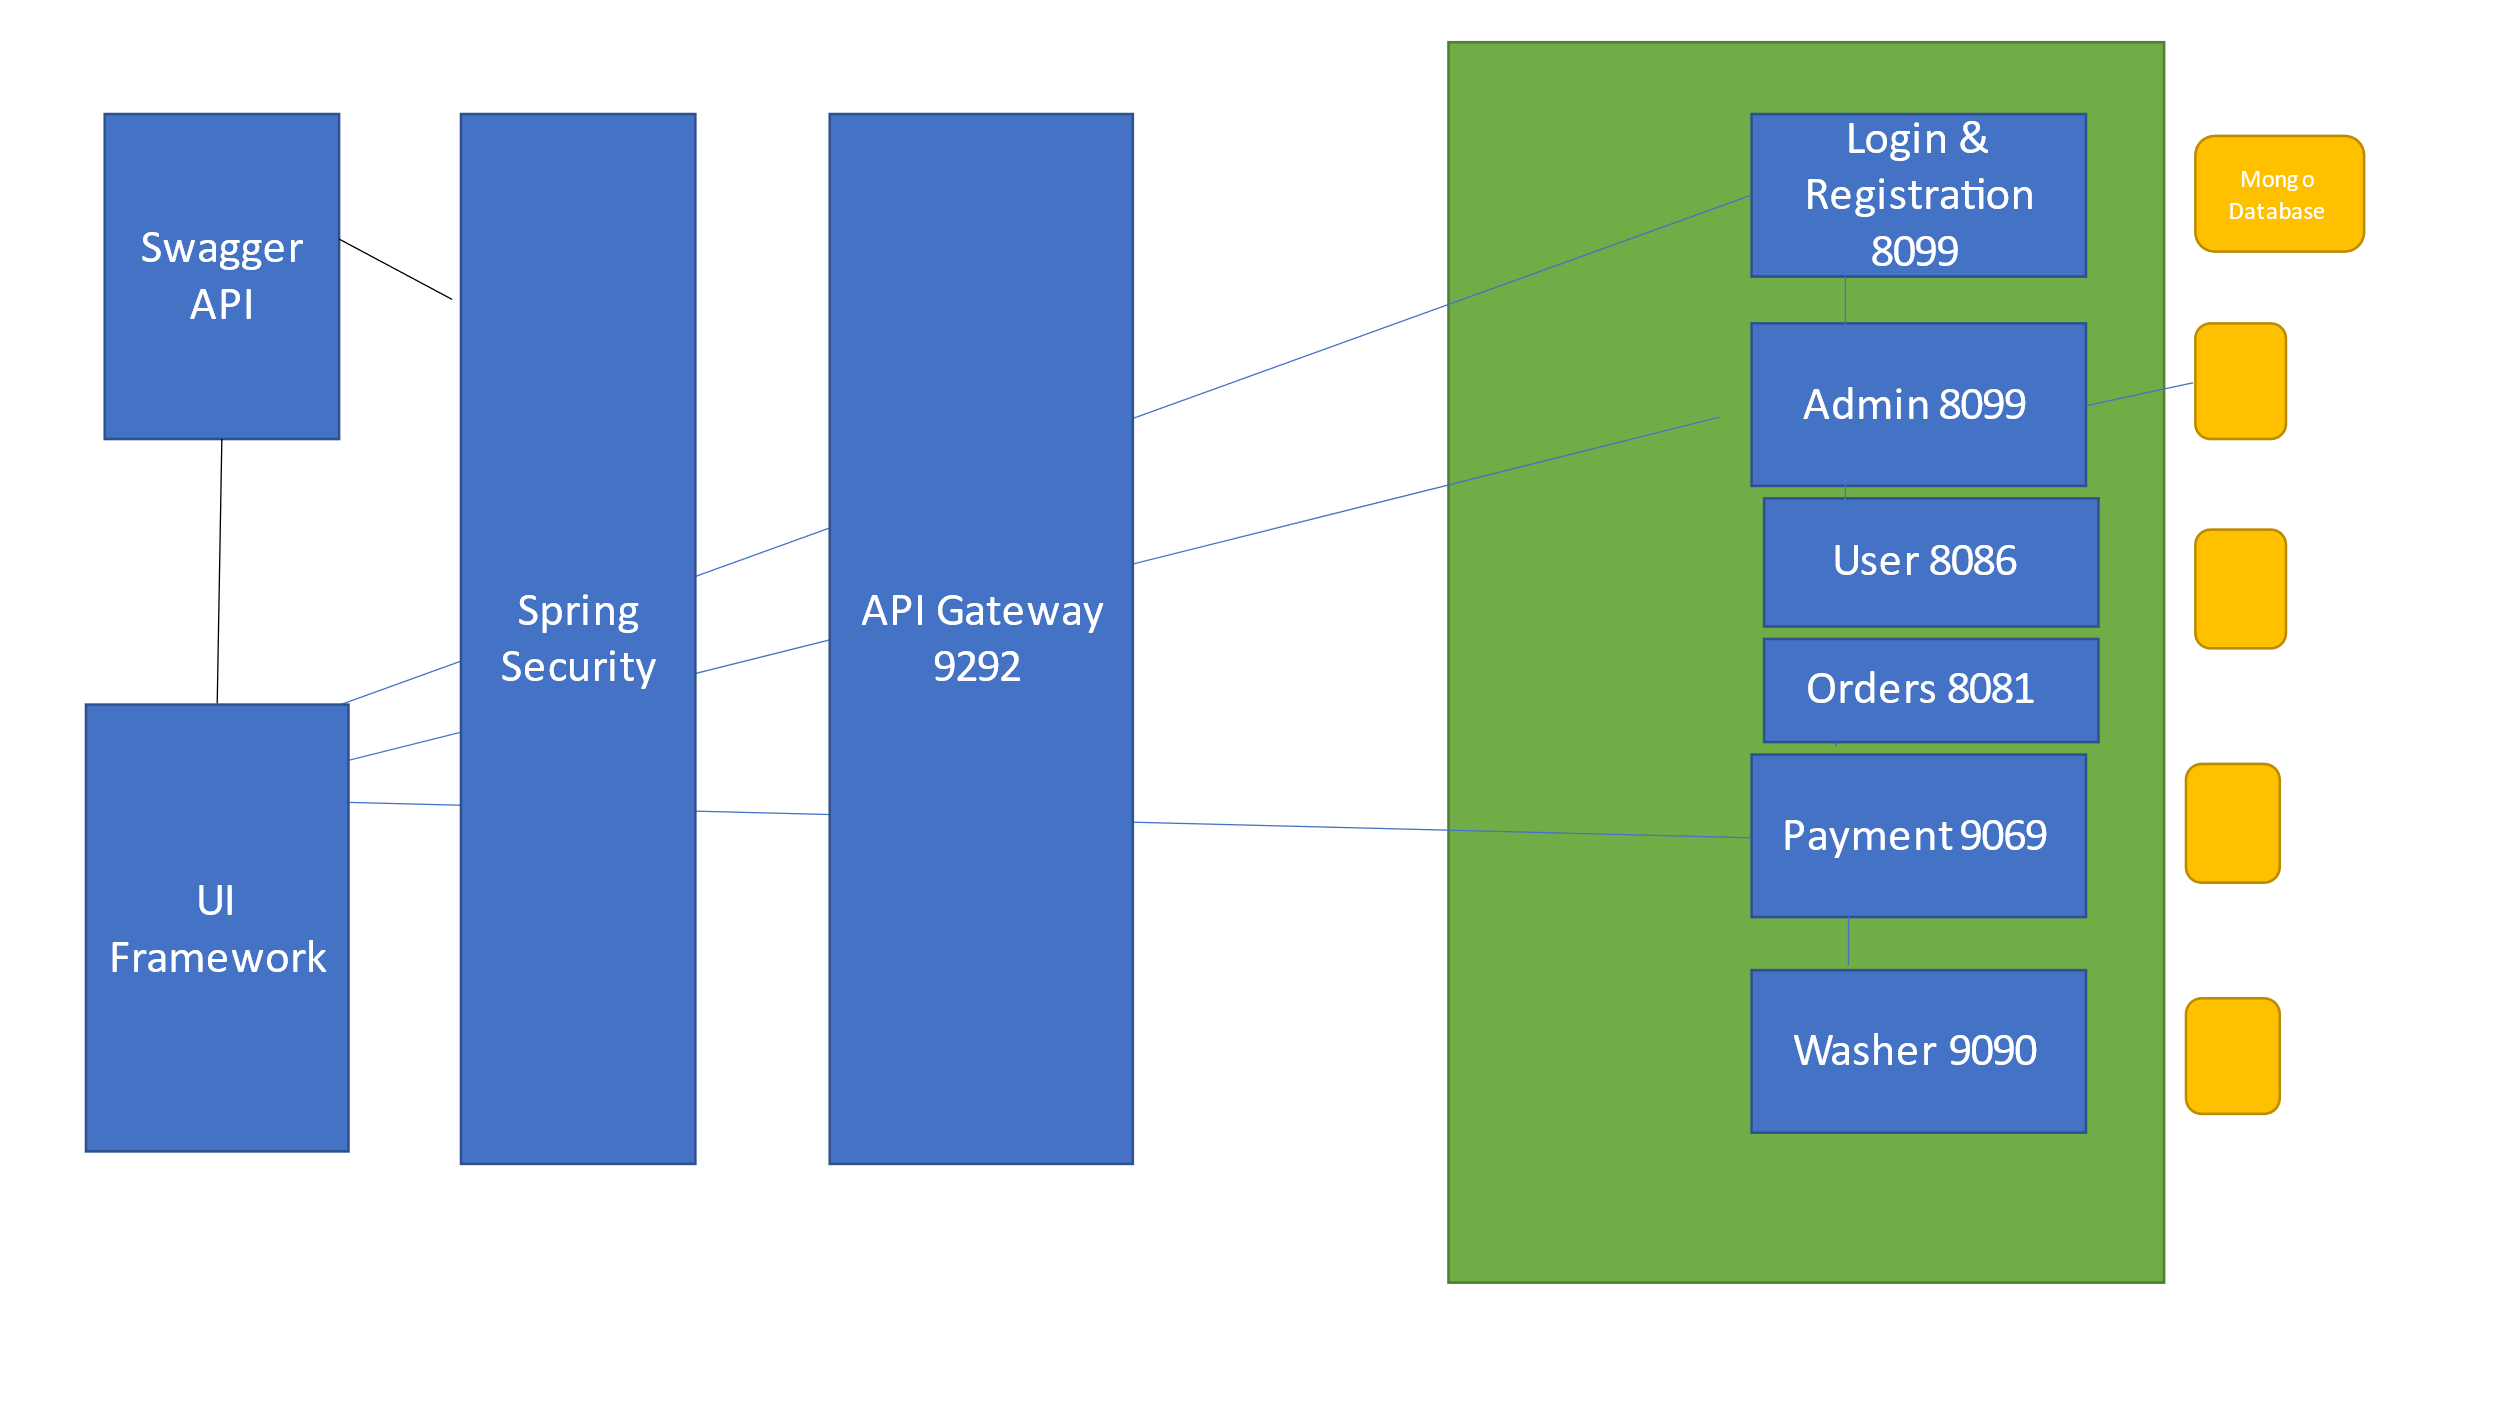 Swagger
API
UI
Framework
Spring
Security
API Gateway
9292
Login &
Registration
8099
Admin 8099
User 8086
Orders 8081
Payment 9069
Washer 9090
Mongo
Database